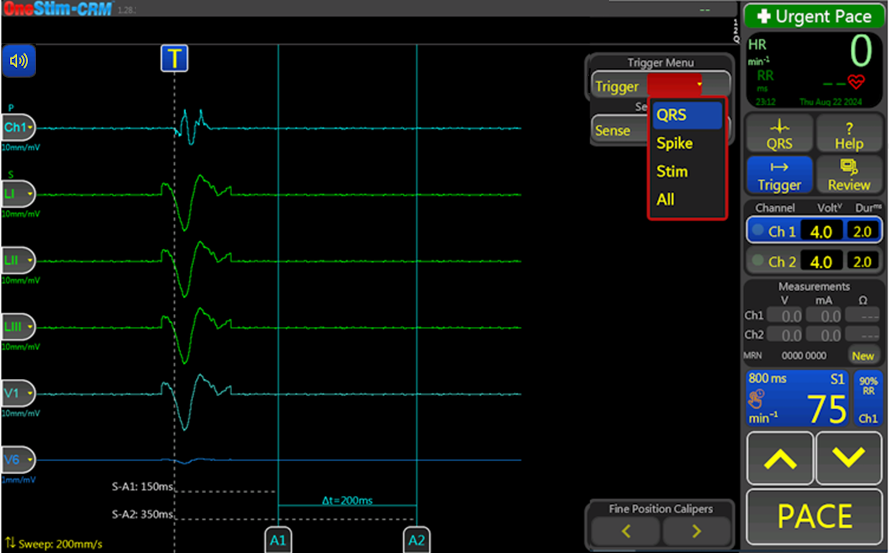 OneStim-CRM™ 1.28.
--
T
P
Ch1
10mm/mV
S
LI
10mm/mV
LII
10mm/mV
LIII
10mm/mV
V1
10mm/mV
V6
1mm/mV
S-A1: 150ms
S-A2: 350ms
Δt=200ms
A1 A2
Sweep: 200mm/s
Trigger Menu
Trigger
Se
Sense
QRS
Spike
Stim
All
Fine Position Calipers
< >
Urgent Pace
HR 0
min⁻¹
RR --
ms
23:12 Thu Aug 22 2024
QRS ? Help
Trigger Review
Channel Voltⱽ Durᵐˢ
Ch 1 4.0 2.0
Ch 2 4.0 2.0
Measurements
V mA Ω
Ch1 0.0 0.0 ---
Ch2 0.0 0.0 ---
MRN 0000 0000 New
800 ms S1 90%
RR
min⁻¹ 75 Ch1
PACE